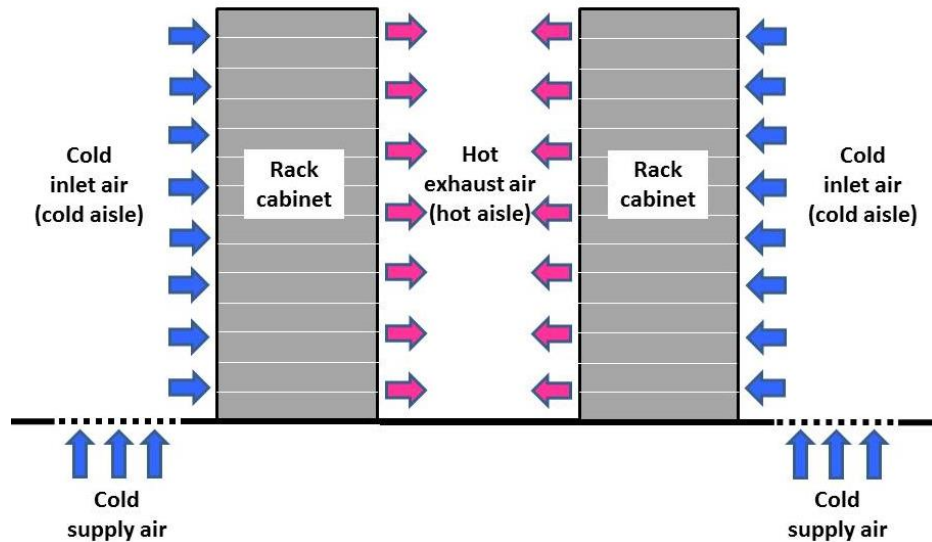 Cold
inlet air
(cold aisle)
Rack
cabinet
Hot
exhaust air
(hot aisle)
Rack
cabinet
Cold
inlet air
(cold aisle)
Cold
supply air
Cold
supply air